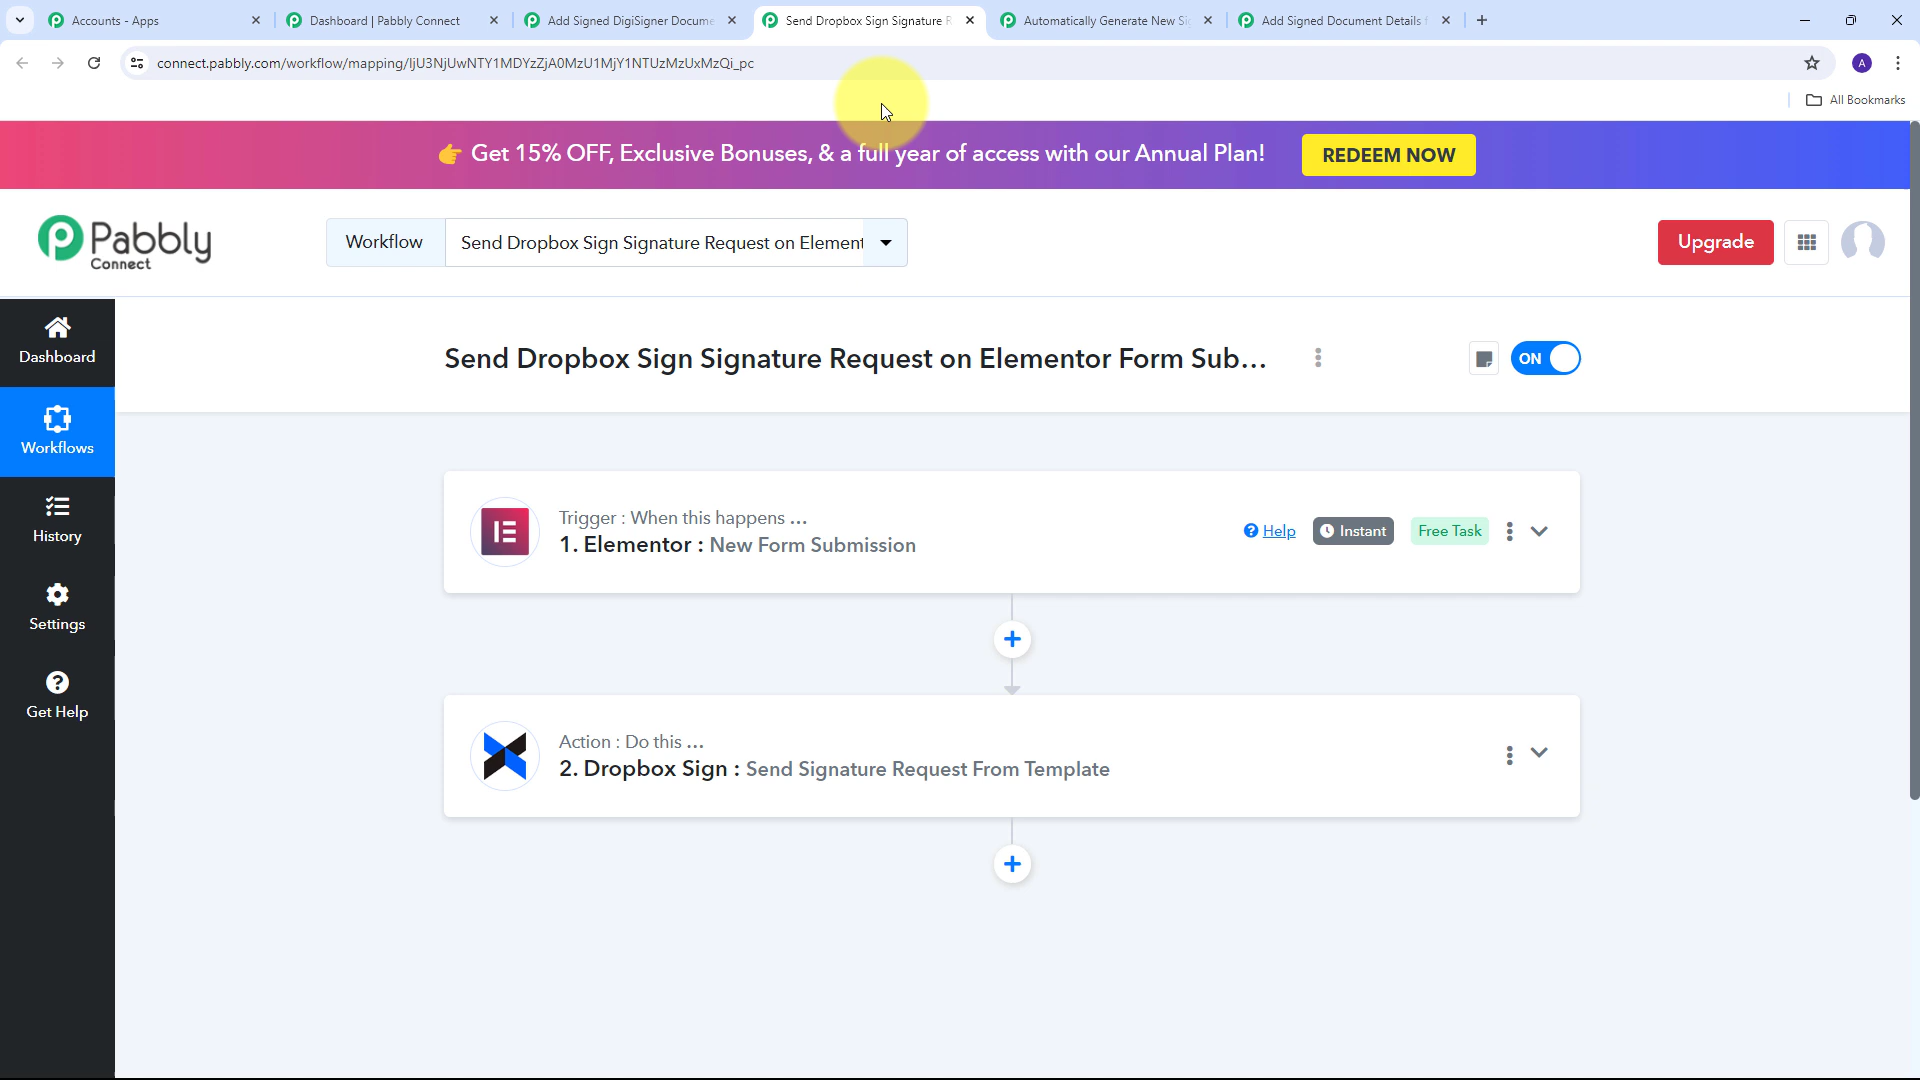 Accounts - Apps
Dashboard | Pabbly Connect
Add Signed DigiSigner Docume
Send Dropbox Sign Signature R
Automatically Generate New Si
Add Signed Document Details f
connect.pabbly.com/workflow/mapping/IjU3NjUwNTY1MDYzZjA0MzU1MjY1NTUzMzUxMzQi_pc
A
All Bookmarks
Get 15% OFF, Exclusive Bonuses, & a full year of access with our Annual Plan!
REDEEM NOW
Pabbly
Connect
Workflow
Send Dropbox Sign Signature Request on Element
Upgrade
Dashboard
Workflows
History
Settings
Get Help
Send Dropbox Sign Signature Request on Elementor Form Sub...
ON
Trigger : When this happens ...
1. Elementor : New Form Submission
Help
Instant
Free Task
Action : Do this ...
2. Dropbox Sign : Send Signature Request From Template